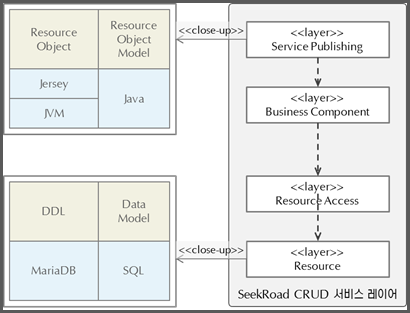 Resource
Object
Resource
Object
Model
Jersey
JVM
Java
<<close-up>>
<<layer>>
Service Publishing
<<layer>>
Business Component
<<layer>>
Resource Access
DDL
Data
Model
MariaDB
SQL
<<close-up>>
<<layer>>
Resource
SeekRoad CRUD 서비스 레이어